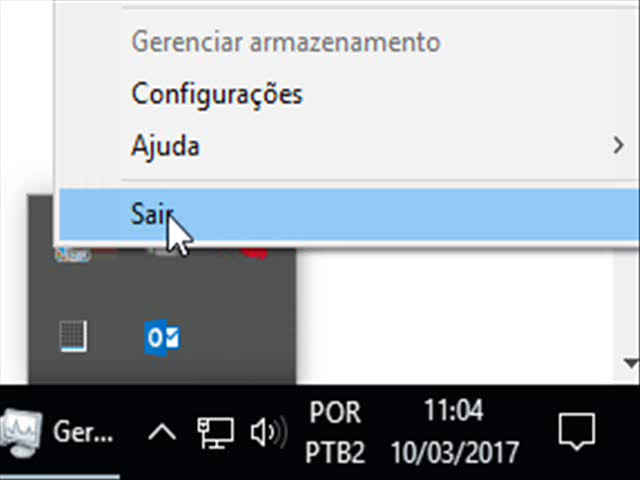 Gerenciar armazenamento
Configurações
Ajuda
Sair
Ger...
POR
PTB2
11:04
10/03/2017